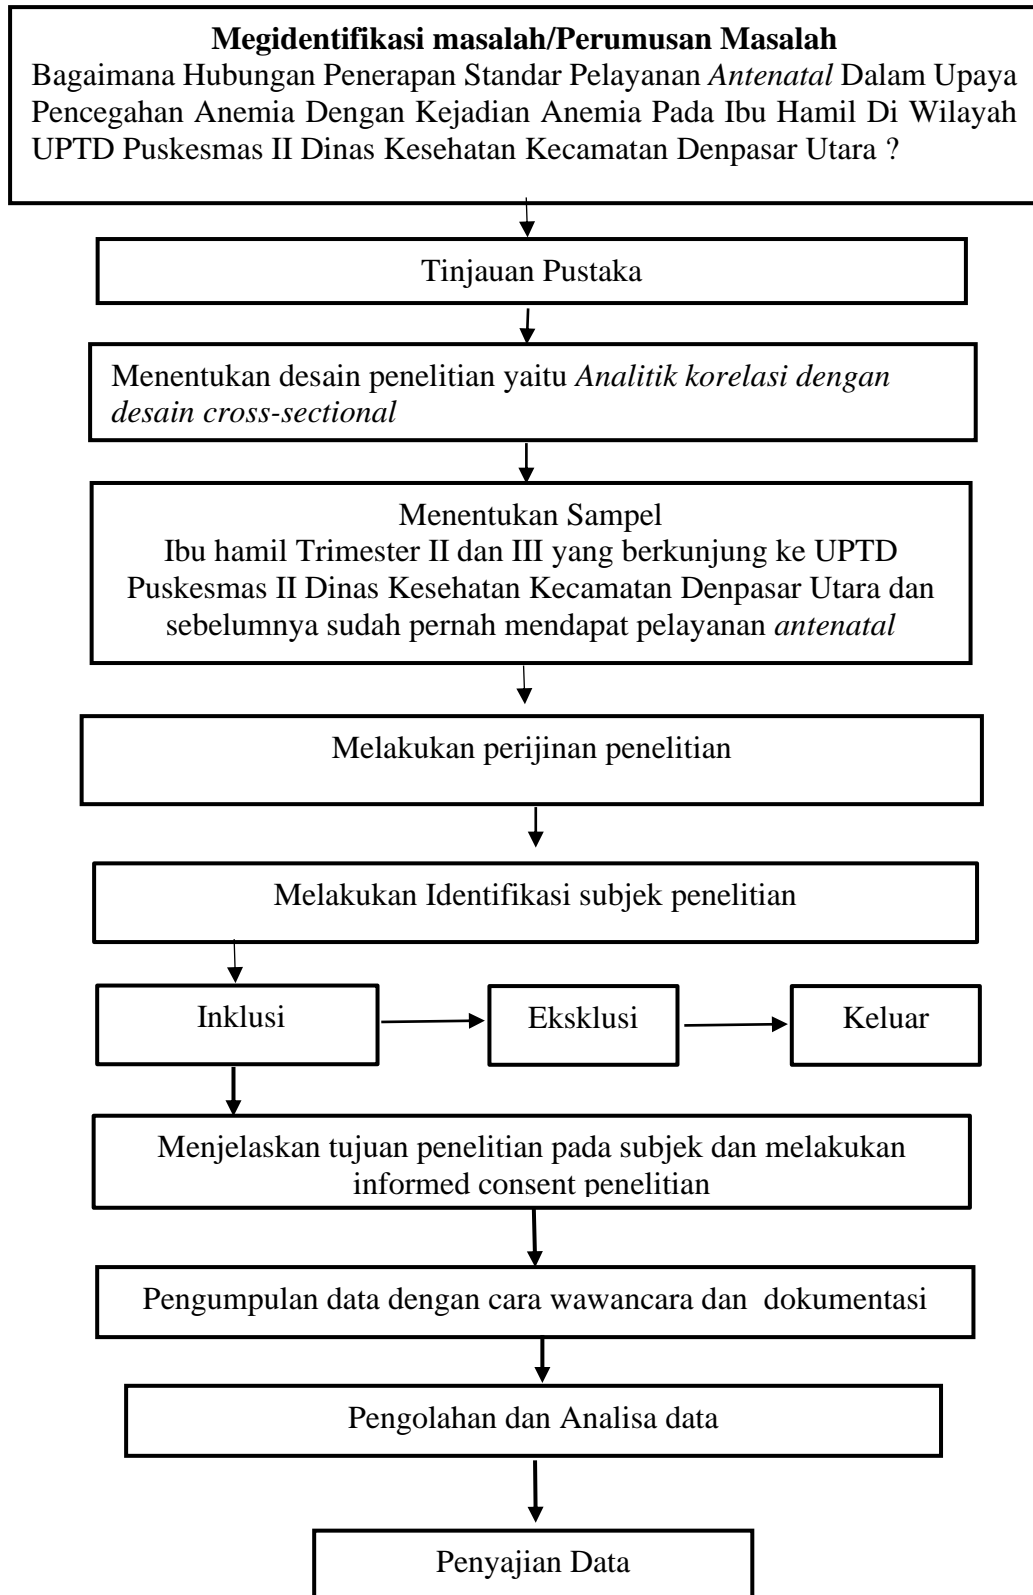 Megidentifikasi masalah/Perumusan Masalah
Bagaimana Hubungan Penerapan Standar Pelayanan Antenatal Dalam Upaya
Pencegahan Anemia Dengan Kejadian Anemia Pada Ibu Hamil Di Wilayah
UPTD Puskesmas II Dinas Kesehatan Kecamatan Denpasar Utara ?
Tinjauan Pustaka
Menentukan desain penelitian yaitu Analitik korelasi dengan
desain cross-sectional
Menentukan Sampel
Ibu hamil Trimester II dan III yang berkunjung ke UPTD
Puskesmas II Dinas Kesehatan Kecamatan Denpasar Utara dan
sebelumnya sudah pernah mendapat pelayanan antenatal
Melakukan perijinan penelitian
Melakukan Identifikasi subjek penelitian
Inklusi
Eksklusi
Keluar
Menjelaskan tujuan penelitian pada subjek dan melakukan
informed consent penelitian
Pengumpulan data dengan cara wawancara dan dokumentasi
Pengolahan dan Analisa data
Penyajian Data